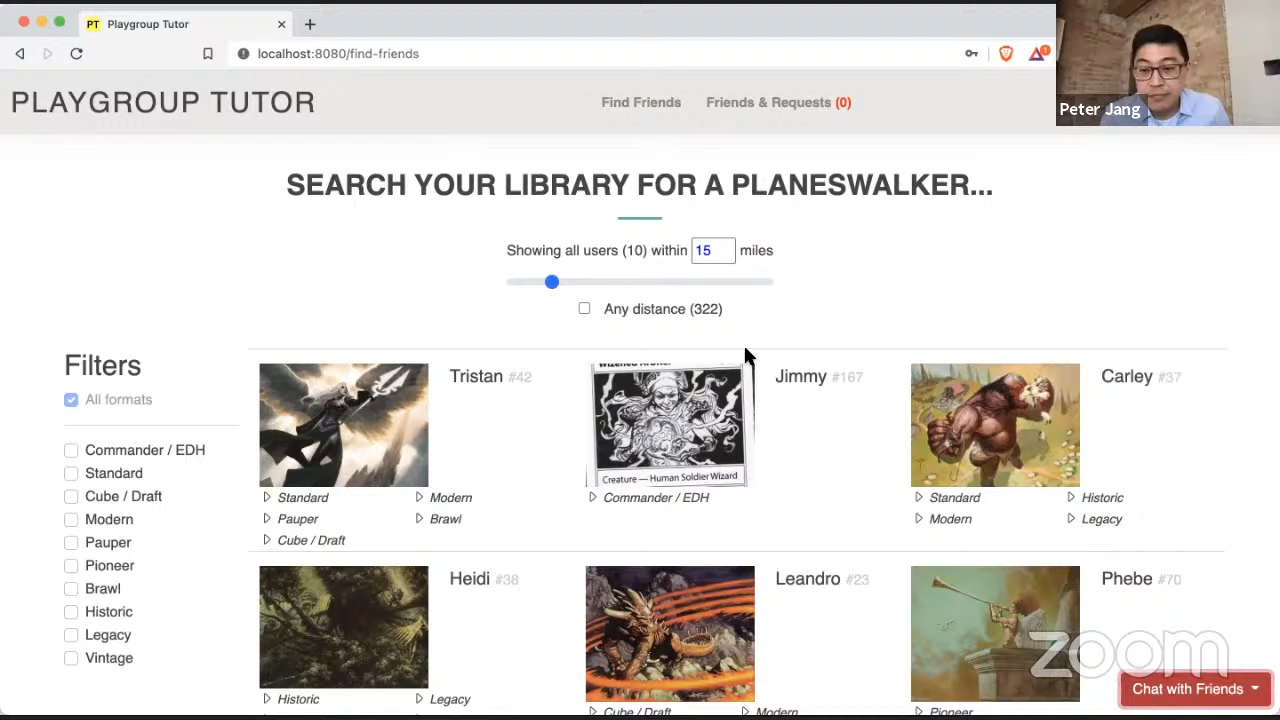 PT Playgroup Tutor
localhost:8080/find-friends
1
PLAYGROUP TUTOR
Find Friends
Friends & Requests (0)
Peter Jang
SEARCH YOUR LIBRARY FOR A PLANESWALKER...
Showing all users (10) within 15 miles
Any distance (322)
Filters
All formats
Commander / EDH
Standard
Cube / Draft
Modern
Pauper
Pioneer
Brawl
Historic
Legacy
Vintage
Tristan #42
Standard
Modern
Pauper
Brawl
Cube / Draft
Creature — Human Soldier Wizard
Jimmy #167
Commander / EDH
Carley #37
Standard
Historic
Modern
Legacy
Heidi #38
Historic
Legacy
Leandro #23
Cube / Draft
Modern
Phebe #70
Pioneer
zoom
Chat with Friends